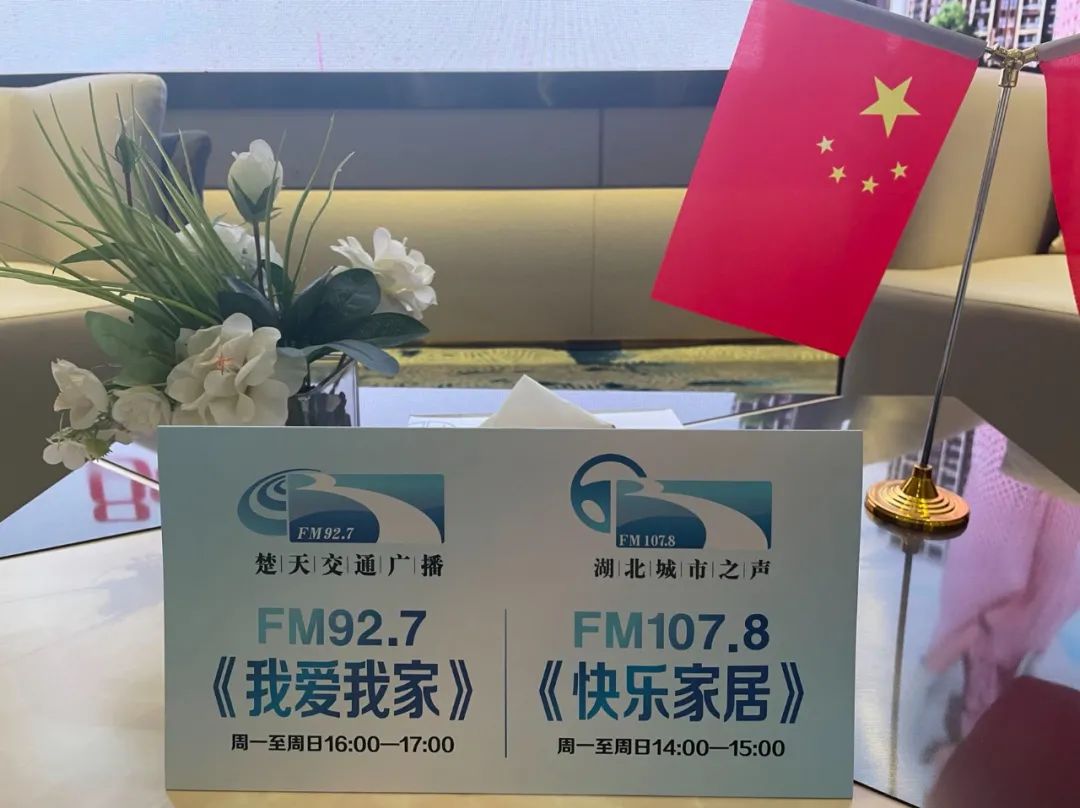 FM 92.7
楚天交通广播
FM92.7
《我爱我家》
周一至周日16:00—17:00
FM 107.8
湖北城市之声
FM107.8
《快乐家居》
周一至周日14:00—15:00